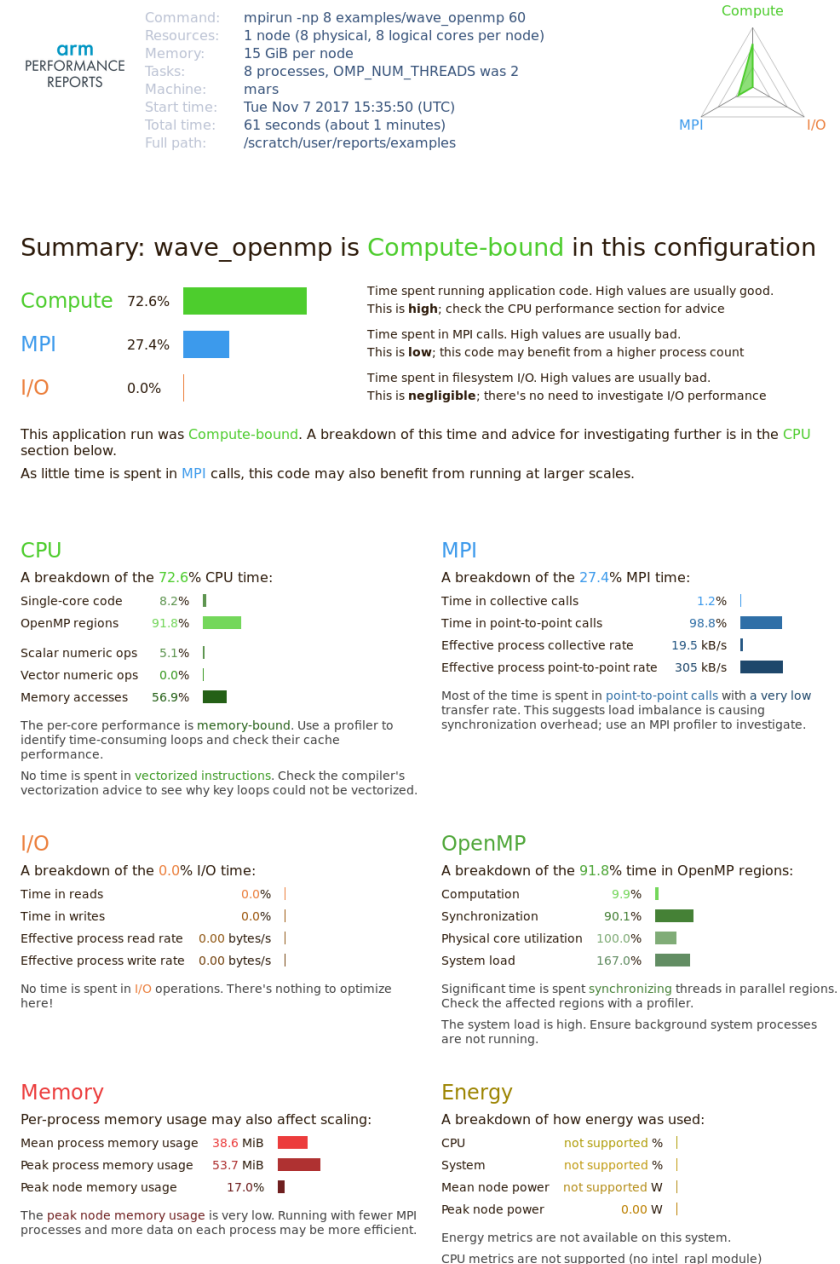 arm
PERFORMANCE
REPORTS
Command: mpirun -np 8 examples/wave_openmp 60
Resources: 1 node (8 physical, 8 logical cores per node)
Memory: 15 GiB per node
Tasks: 8 processes, OMP_NUM_THREADS was 2
Machine: mars
Start time: Tue Nov 7 2017 15:35:50 (UTC)
Total time: 61 seconds (about 1 minutes)
Full path: /scratch/user/reports/examples
Compute
MPI
I/O
Summary: wave_openmp is Compute-bound in this configuration
Compute 72.6%
Time spent running application code. High values are usually good.
This is high; check the CPU performance section for advice
MPI 27.4%
Time spent in MPI calls. High values are usually bad.
This is low; this code may benefit from a higher process count
I/O 0.0%
Time spent in filesystem I/O. High values are usually bad.
This is negligible; there's no need to investigate I/O performance
This application run was Compute-bound. A breakdown of this time and advice for investigating further is in the CPU
section below.
As little time is spent in MPI calls, this code may also benefit from running at larger scales.
CPU
A breakdown of the 72.6% CPU time:
Single-core code 8.2%
OpenMP regions 91.8%
Scalar numeric ops 5.1%
Vector numeric ops 0.0%
Memory accesses 56.9%
The per-core performance is memory-bound. Use a profiler to
identify time-consuming loops and check their cache
performance.
No time is spent in vectorized instructions. Check the compiler's
vectorization advice to see why key loops could not be vectorized.
MPI
A breakdown of the 27.4% MPI time:
Time in collective calls 1.2%
Time in point-to-point calls 98.8%
Effective process collective rate 19.5 kB/s
Effective process point-to-point rate 305 kB/s
Most of the time is spent in point-to-point calls with a very low
transfer rate. This suggests load imbalance is causing
synchronization overhead; use an MPI profiler to investigate.
I/O
A breakdown of the 0.0% I/O time:
Time in reads 0.0%
Time in writes 0.0%
Effective process read rate 0.00 bytes/s
Effective process write rate 0.00 bytes/s
No time is spent in I/O operations. There's nothing to optimize
here!
OpenMP
A breakdown of the 91.8% time in OpenMP regions:
Computation 9.9%
Synchronization 90.1%
Physical core utilization 100.0%
System load 167.0%
Significant time is spent synchronizing threads in parallel regions.
Check the affected regions with a profiler.
The system load is high. Ensure background system processes
are not running.
Memory
Per-process memory usage may also affect scaling:
Mean process memory usage 38.6 MiB
Peak process memory usage 53.7 MiB
Peak node memory usage 17.0%
The peak node memory usage is very low. Running with fewer MPI
processes and more data on each process may be more efficient.
Energy
A breakdown of how energy was used:
CPU not supported %
System not supported %
Mean node power not supported W
Peak node power 0.00 W
Energy metrics are not available on this system.
CPU metrics are not supported (no intel_rapl module)